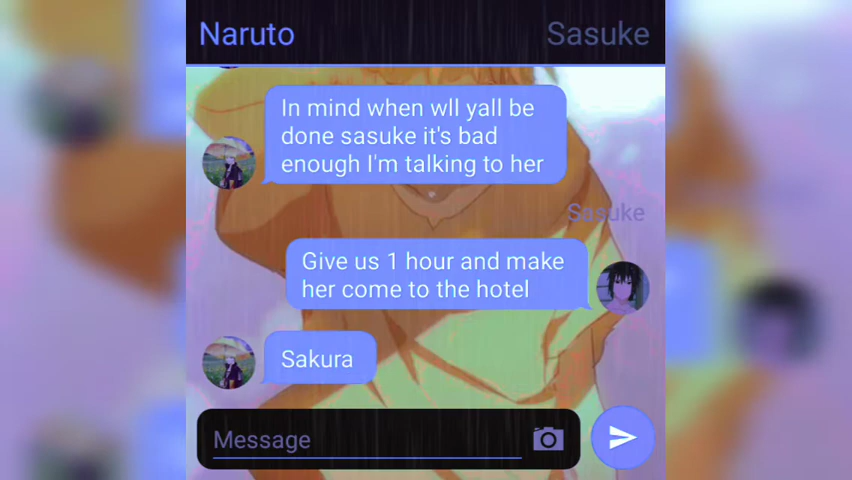 Naruto Sasuke
In mind when wll yall be
done sasuke it's bad
enough I'm talking to her
Sasuke
Give us 1 hour and make
her come to the hotel
Sakura
Message